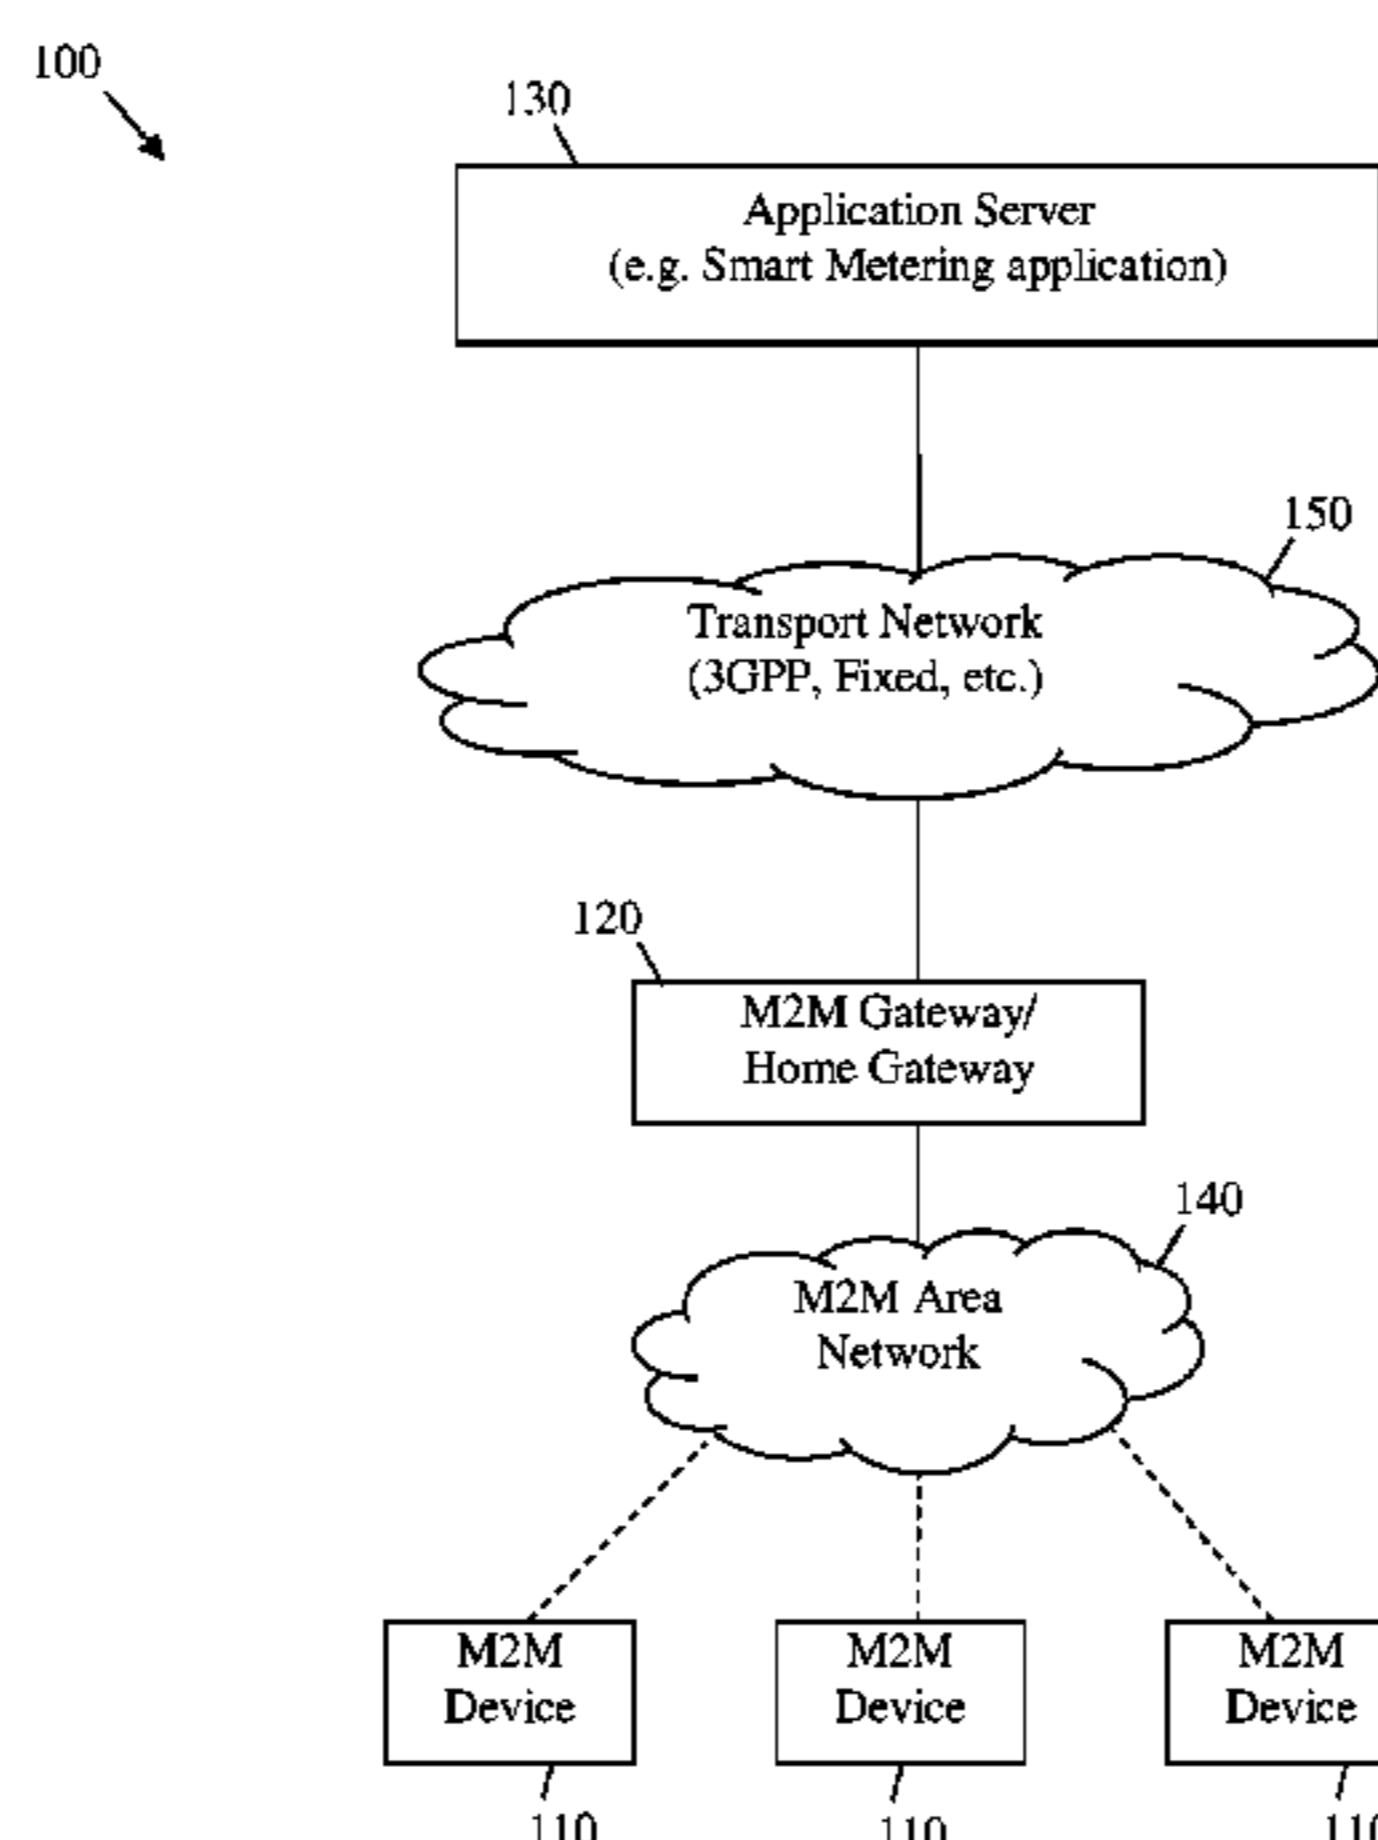 100
130
Application Server
(e.g. Smart Metering application)
150
Transport Network
(3GPP, Fixed, etc.)
120
M2M Gateway/
Home Gateway
140
M2M Area
Network
M2M
Device
M2M
Device
M2M
Device
110
110
110